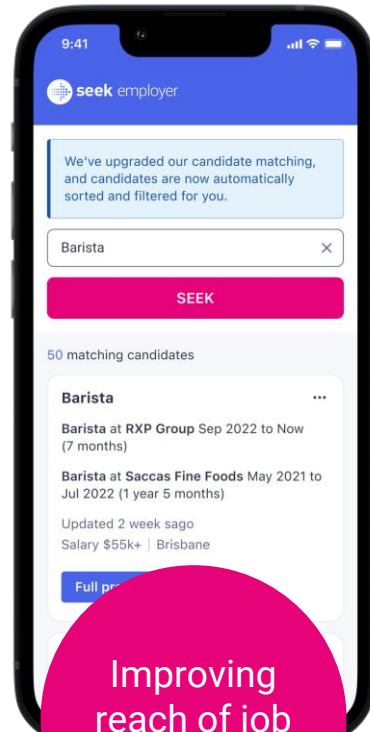 9:41
seek employer
We've upgraded our candidate matching,
and candidates are now automatically
sorted and filtered for you.
Barista
SEEK
50 matching candidates
Barista
Barista at RXP Group Sep 2022 to Now
(7 months)
Barista at Saccas Fine Foods May 2021 to
Jul 2022 (1 year 5 months)
Updated 2 week sago
Salary $55k+ | Brisbane
Full
Improving
reach of job